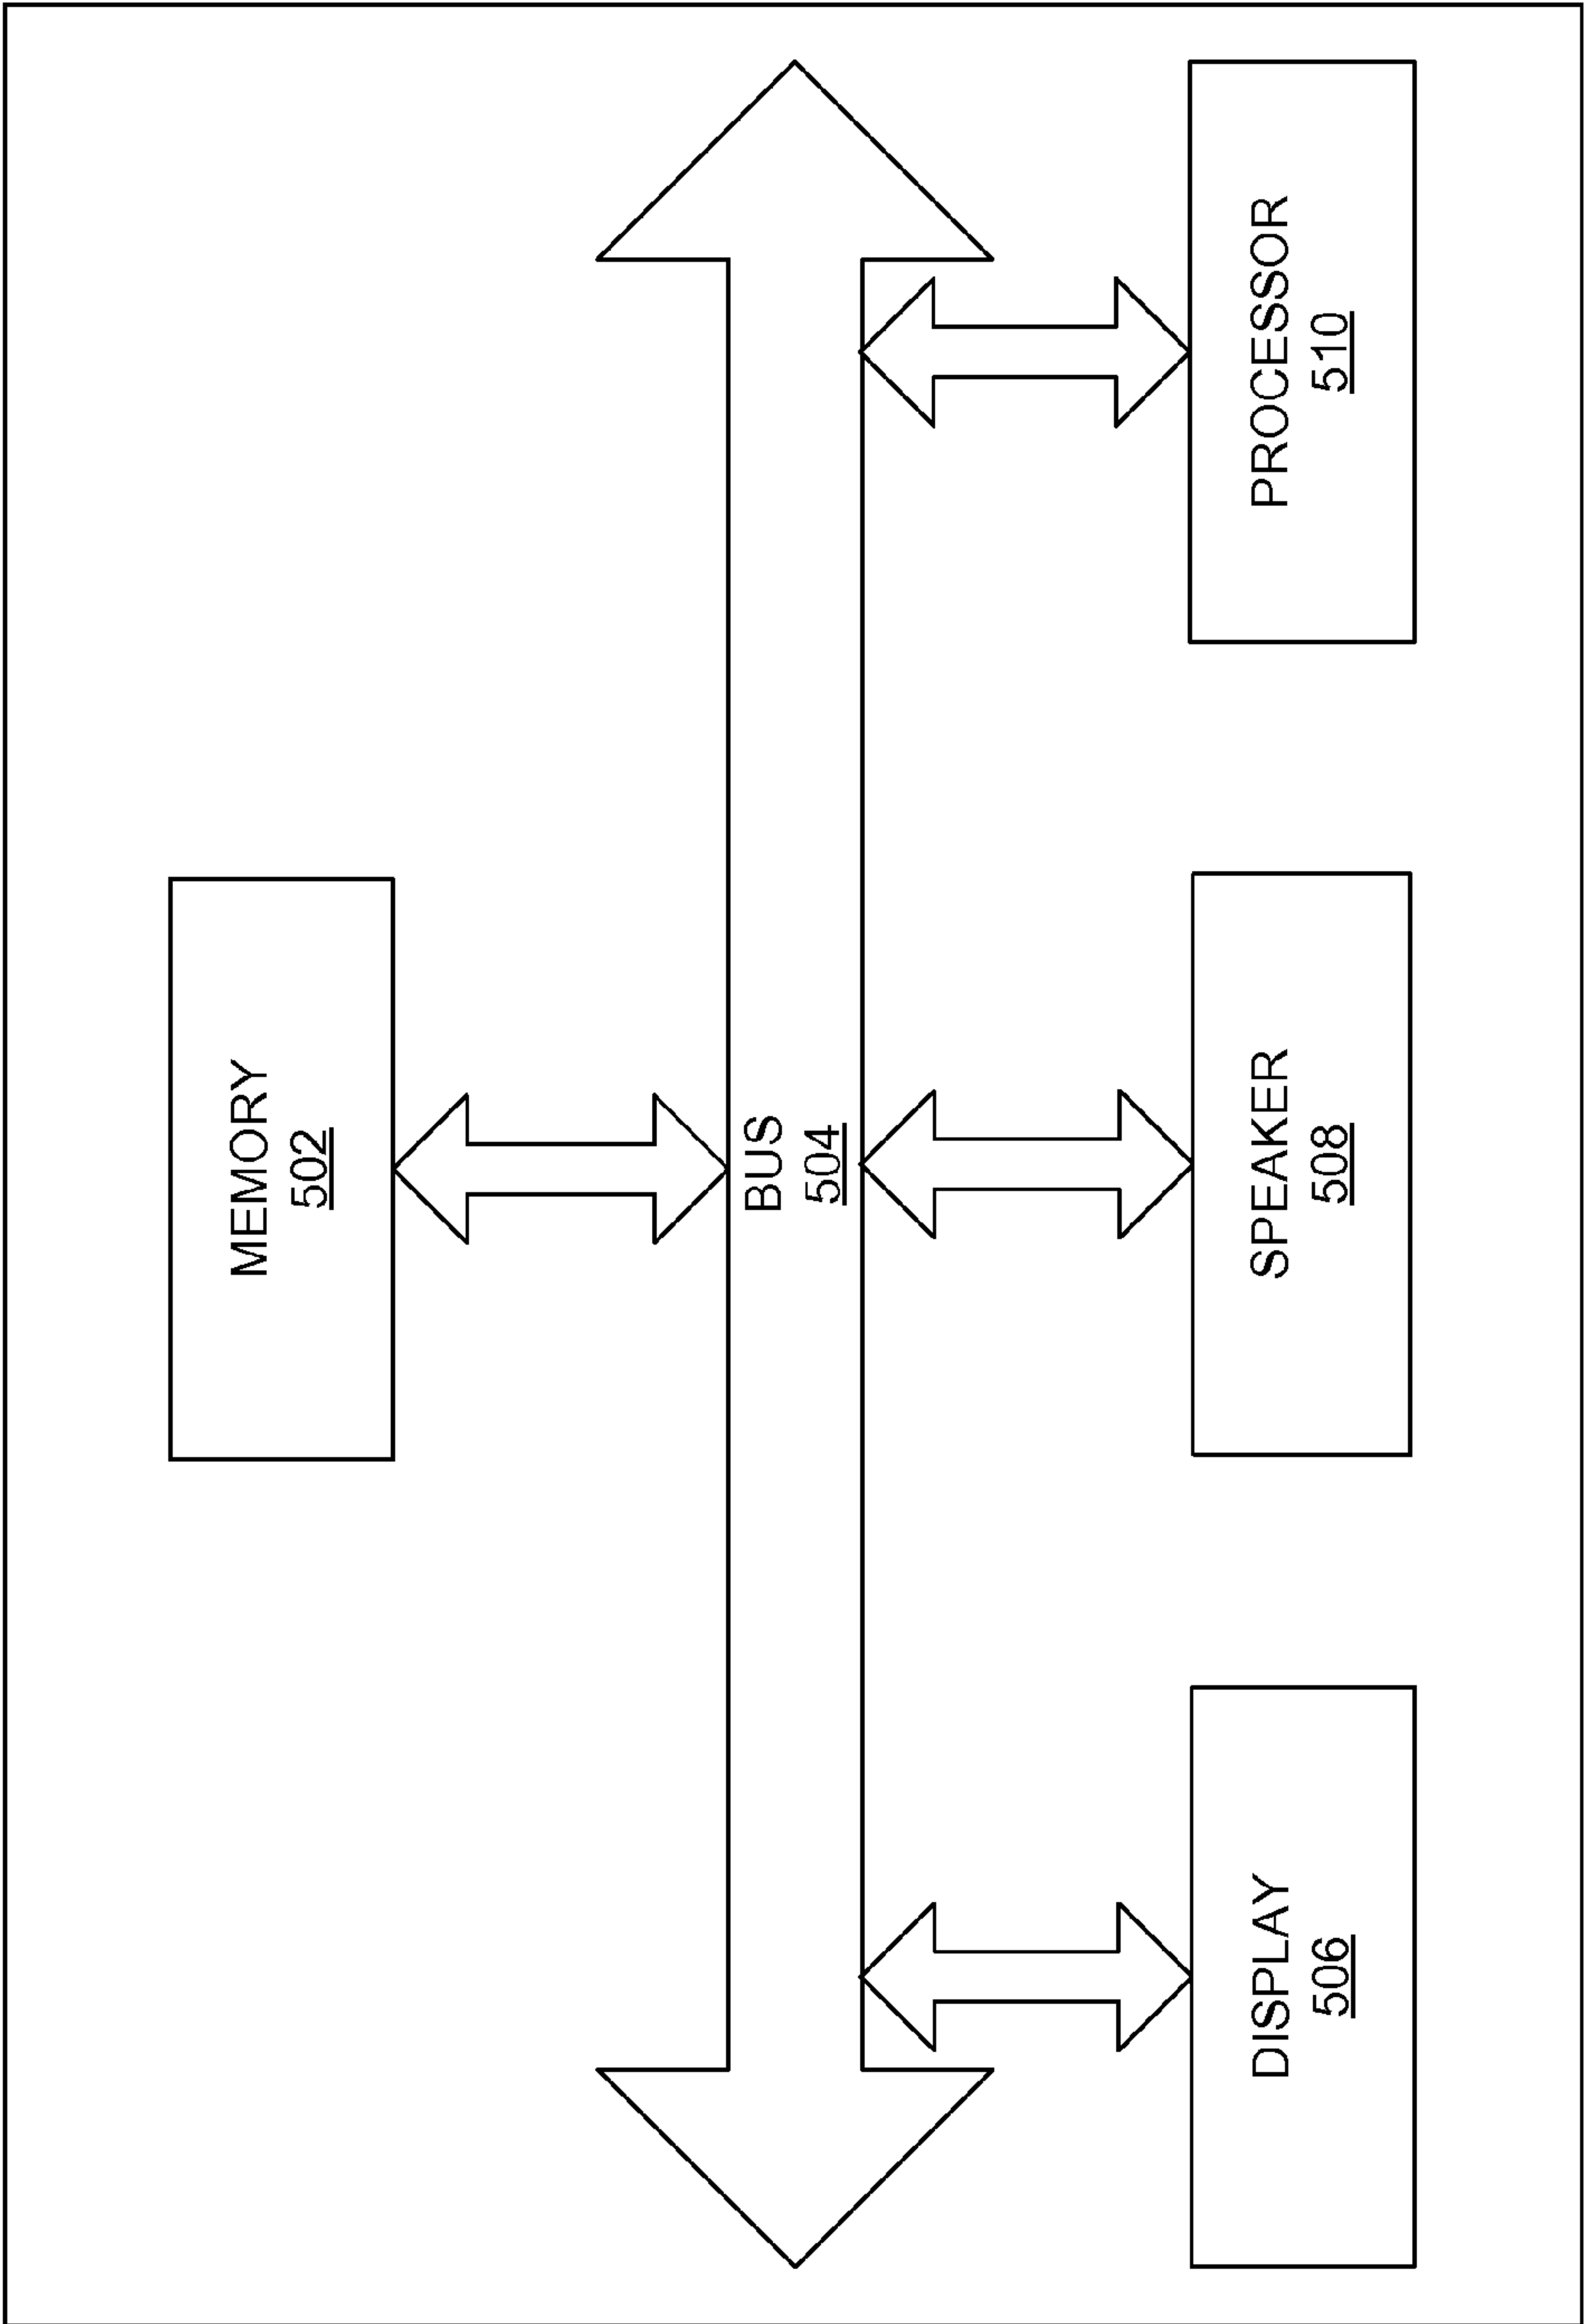 MEMORY
502
BUS
504
DISPLAY
506
SPEAKER
508
PROCESSOR
510